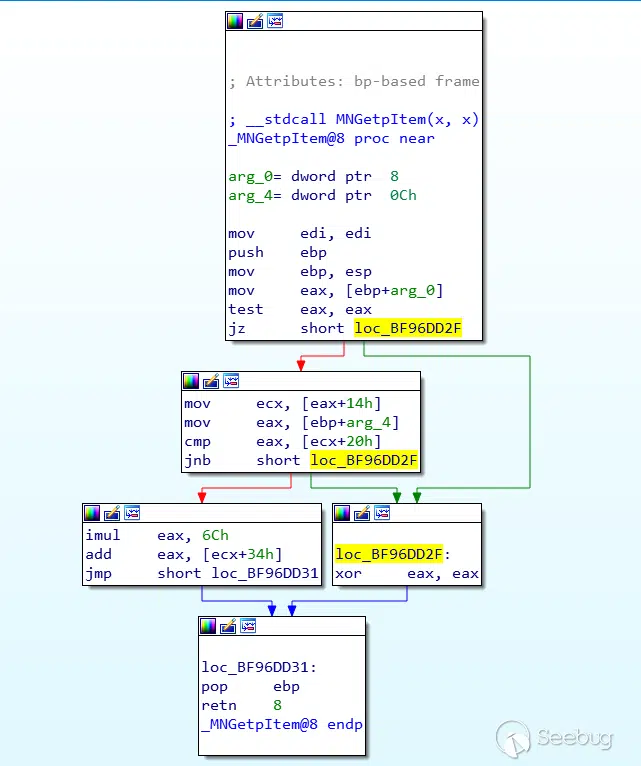 ; Attributes: bp-based frame
; __stdcall MNGetpItem(x, x)
_MNGetpItem@8 proc near
arg_0= dword ptr  8
arg_4= dword ptr  0Ch
mov     edi, edi
push    ebp
mov     ebp, esp
mov     eax, [ebp+arg_0]
test    eax, eax
jz      short loc_BF96DD2F
mov     ecx, [eax+14h]
mov     eax, [ebp+arg_4]
cmp     eax, [ecx+20h]
jnb     short loc_BF96DD2F
imul    eax, 6Ch
add     eax, [ecx+34h]
jmp     short loc_BF96DD31
loc_BF96DD2F:
xor     eax, eax
loc_BF96DD31:
pop     ebp
retn    8
_MNGetpItem@8 endp
Seebug